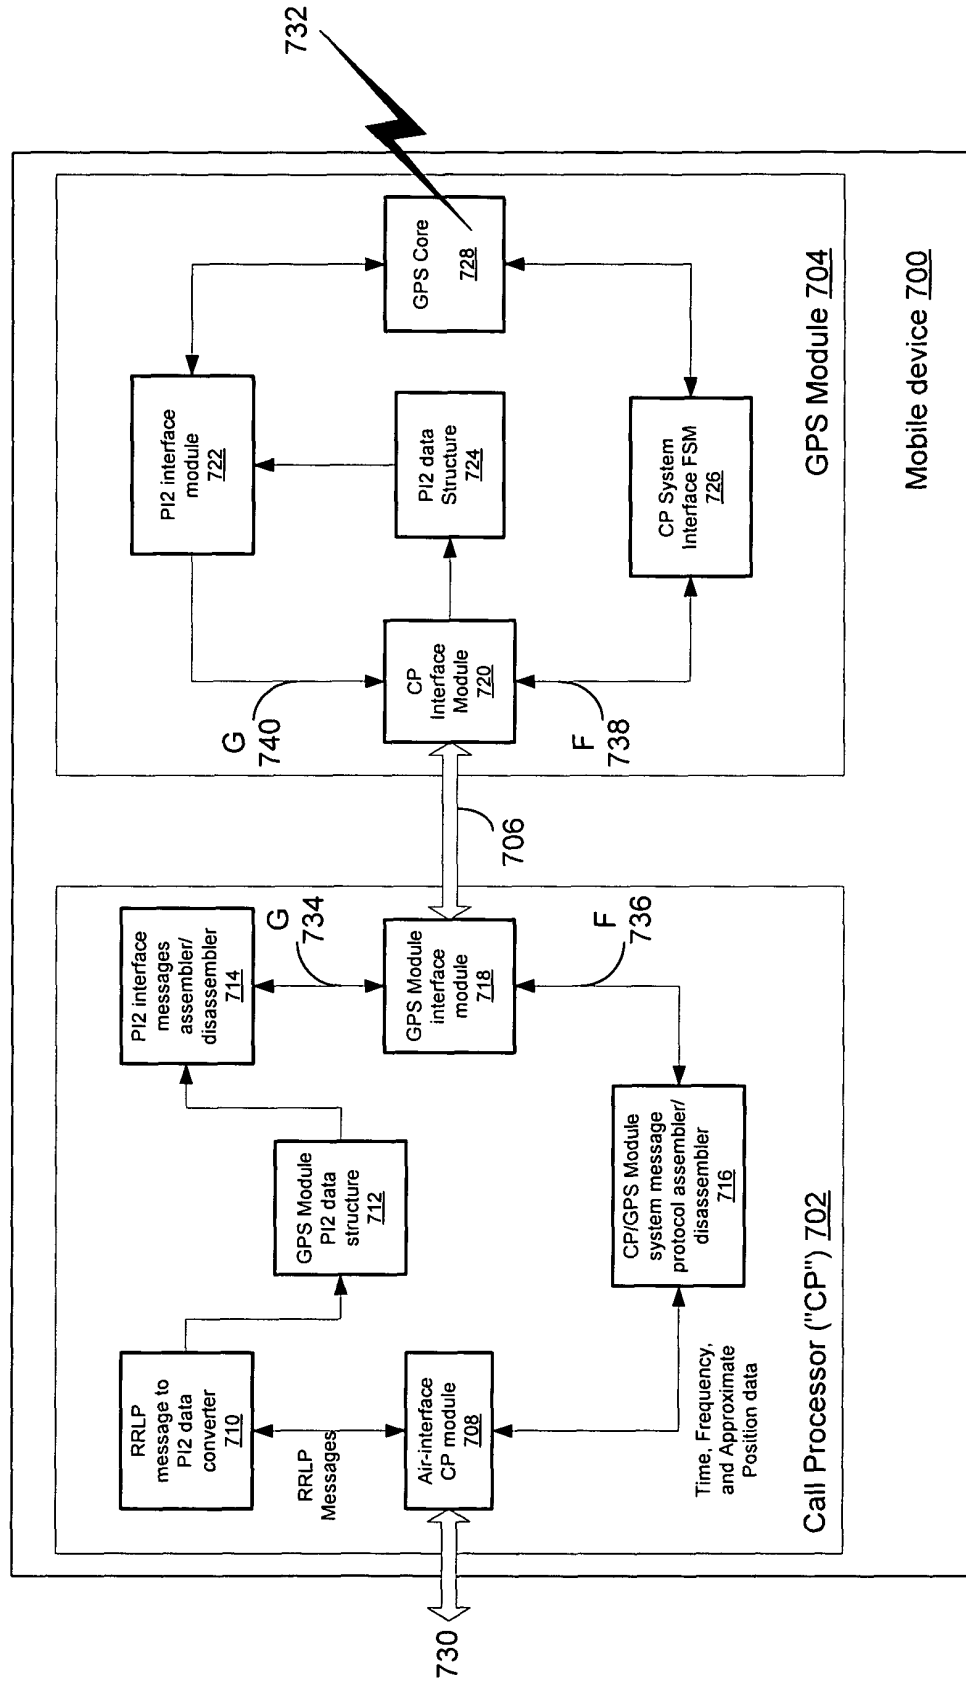 730
RRLP
message to
PI2 data
converter
710
RRLP
Messages
Air-interface
CP module
708
Time, Frequency,
and Approximate
Position data
GPS Module
PI2 data
structure
712
PI2 interface
messages
assembler/
disassembler
714
G
734
GPS Module
interface
module
718
F
736
CP/GPS Module
system message
protocol assembler/
disassembler
716
Call Processor ("CP") 702
706
G
740
CP
Interface
Module
720
F
738
PI2 interface
module
722
PI2 data
Structure
724
CP System
Interface FSM
726
GPS Core
728
732
GPS Module 704
Mobile device 700